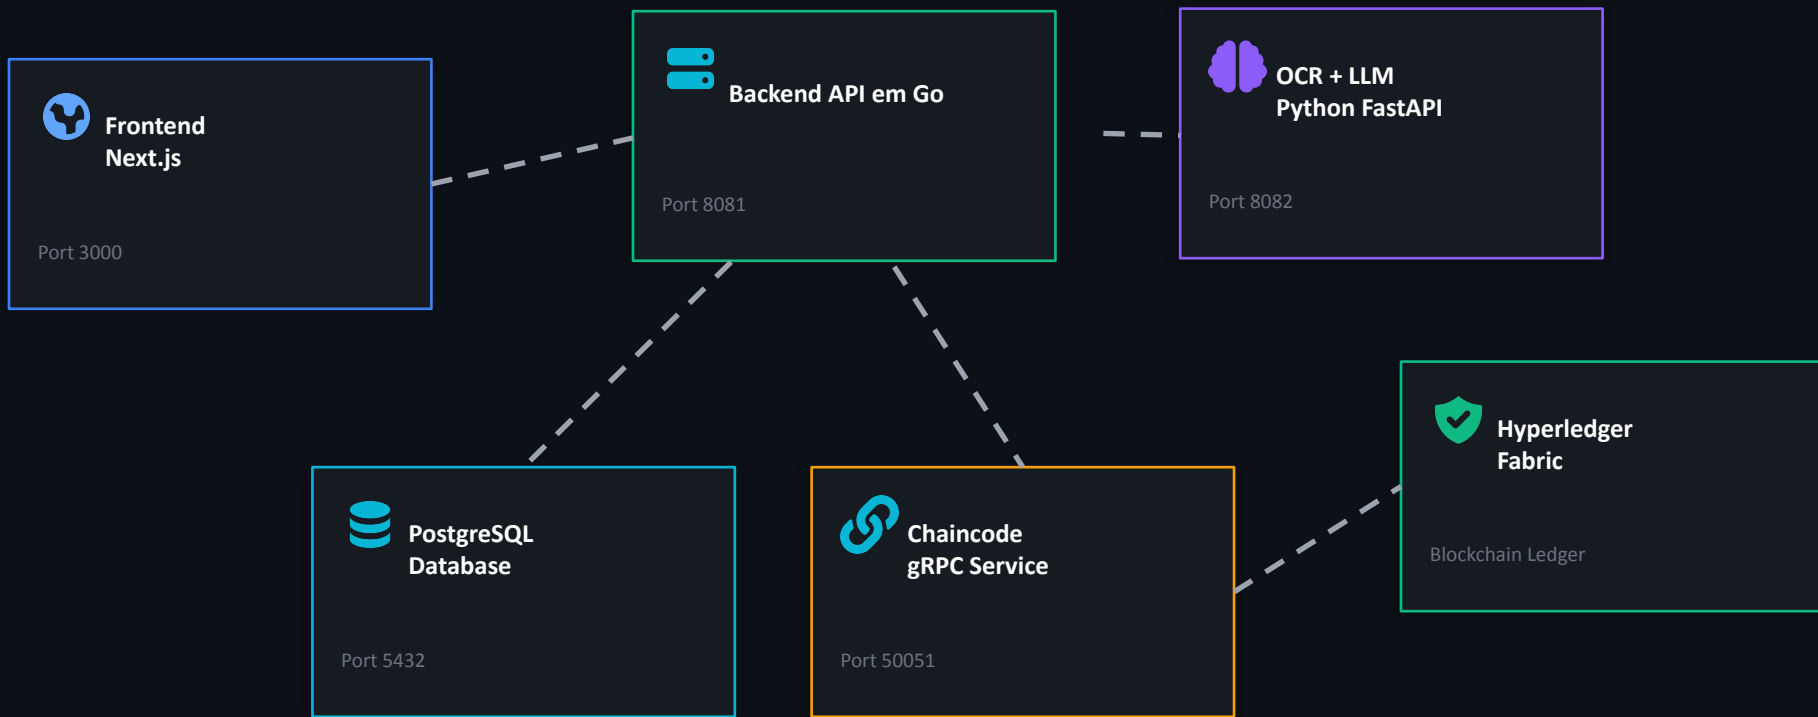 Frontend
Next.js
Port 3000
Backend API em Go
Port 8081
OCR + LLM
Python FastAPI
Port 8082
PostgreSQL
Database
Port 5432
Chaincode
gRPC Service
Port 50051
Hyperledger
Fabric
Blockchain Ledger